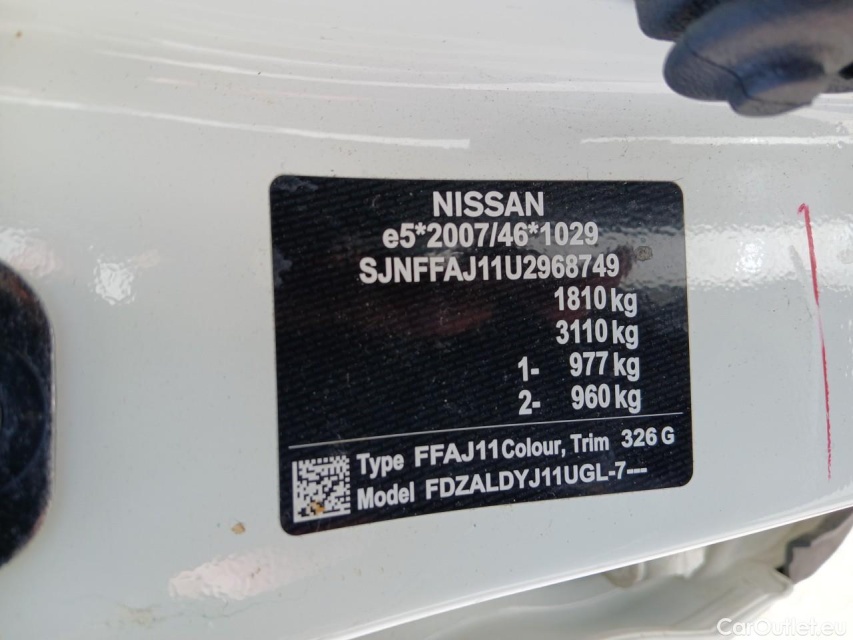 NISSAN
e5*2007/46*1029
SJNFFAJ11U2968749
1810 kg
3110 kg
1- 977 kg
2- 960 kg
Type FFAJ11 Colour, Trim 326 G
Model FDZALDYJ11UGL-7---
CarOutlet.eu